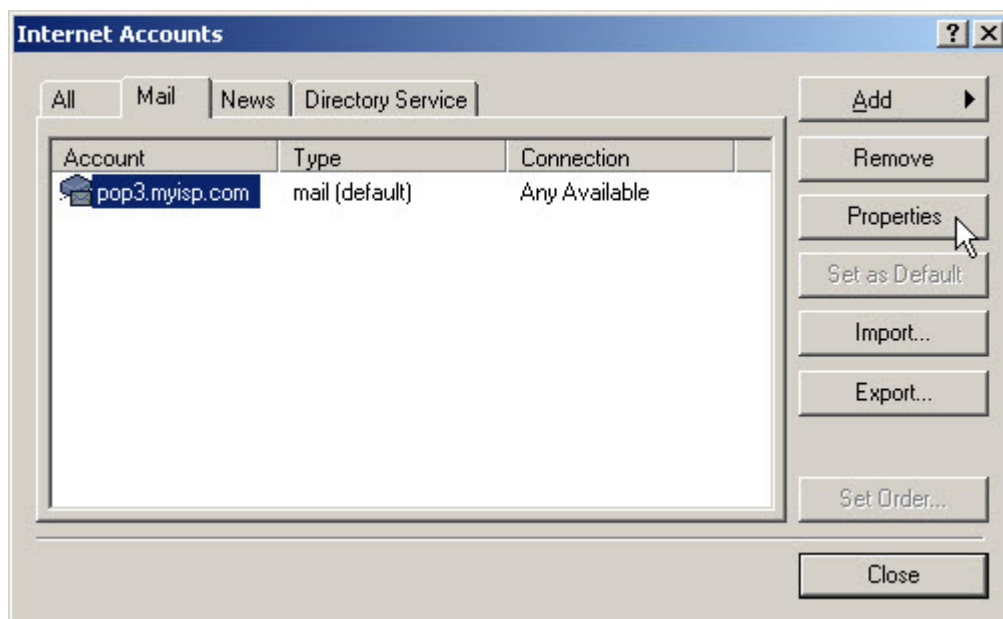 Internet Accounts
All Mail News Directory Service
Add
Account Type Connection
Remove
pop3.myisp.com mail (default) Any Available
Properties
Set as Default
Import...
Export...
Set Order...
Close